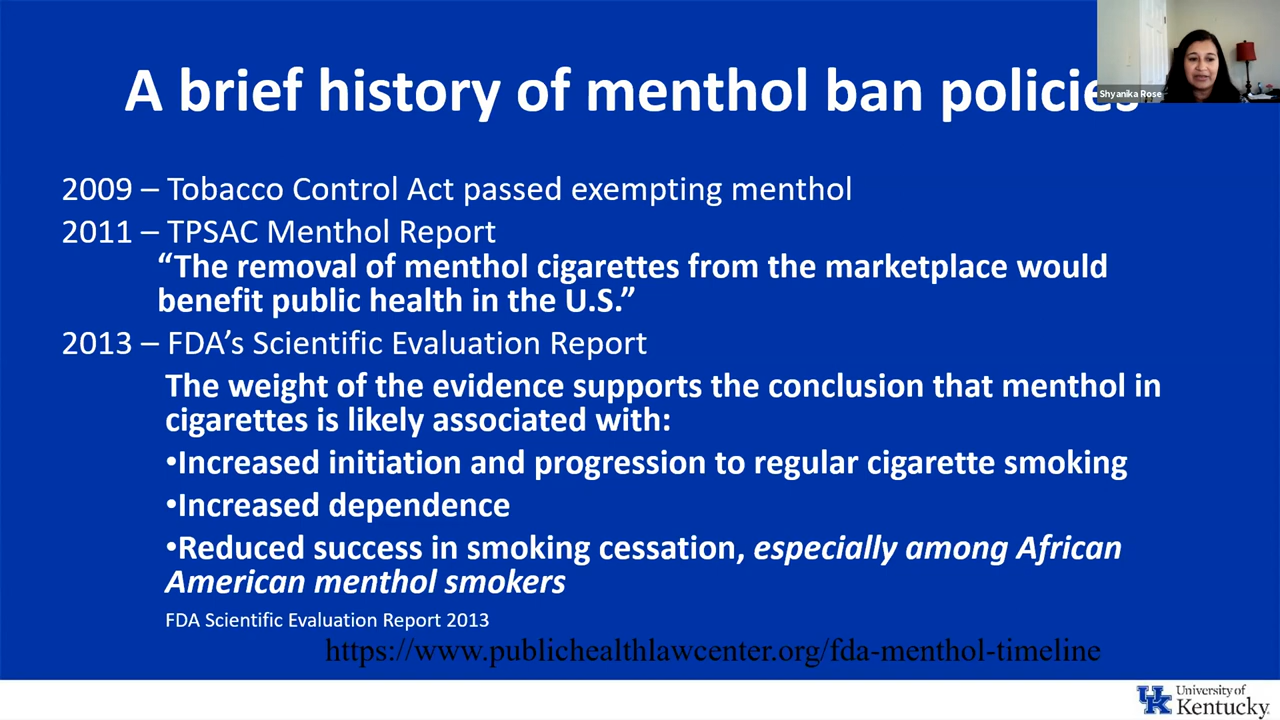 A brief history of menthol ban policies
Shyanika Rose
2009 – Tobacco Control Act passed exempting menthol
2011 – TPSAC Menthol Report
“The removal of menthol cigarettes from the marketplace would
benefit public health in the U.S.”
2013 – FDA’s Scientific Evaluation Report
The weight of the evidence supports the conclusion that menthol in
cigarettes is likely associated with:
•Increased initiation and progression to regular cigarette smoking
•Increased dependence
•Reduced success in smoking cessation, especially among African
American menthol smokers
FDA Scientific Evaluation Report 2013
https://www.publichealthlawcenter.org/fda-menthol-timeline
UK
University of
Kentucky